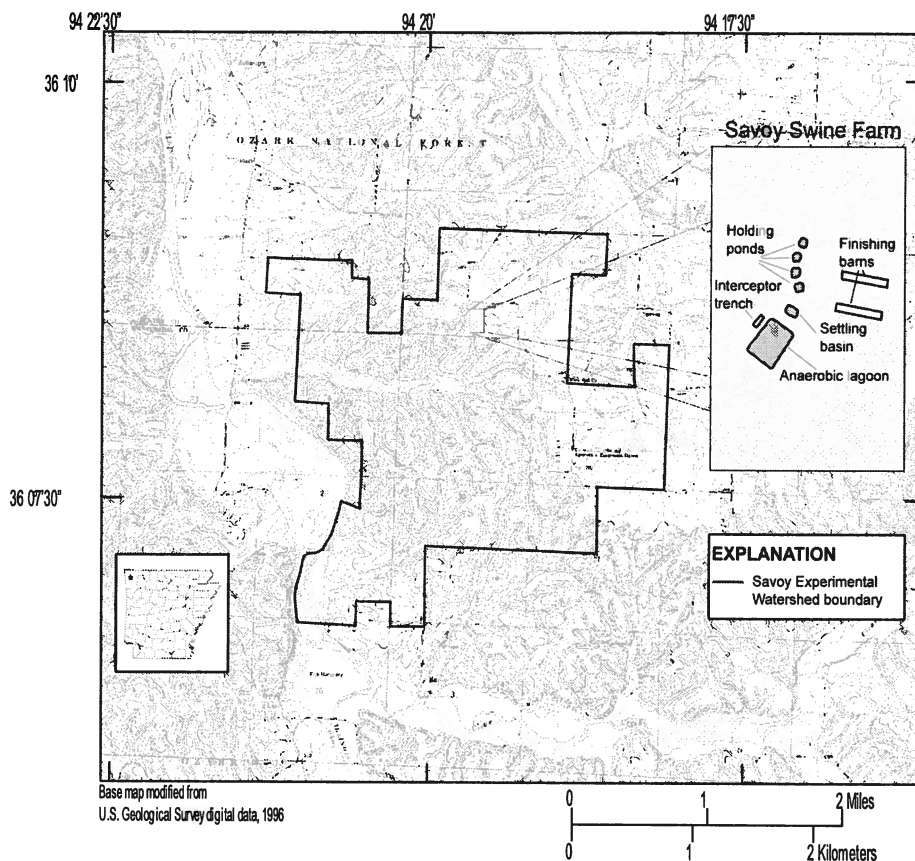 94 22'30"
94 20'
94 17'30"
36 10'
OZARK NATIONAL FOREST
Savoy Swine Farm
Holding
ponds
Finishing
barns
Interceptor
trench
Settling
basin
Anaerobic lagoon
36 07'30"
EXPLANATION
Savoy Experimental
Watershed boundary
Base map modified from
U.S. Geological Survey digital data, 1996
0 1 2 Miles
0 1 2 Kilometers